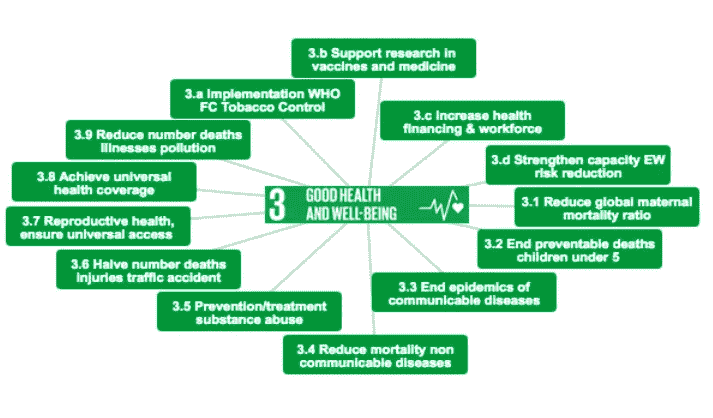 3.b Support research in
vaccines and medicine
3.a Implementation WHO
FC Tobacco Control
3.c Increase health
financing & workforce
3.9 Reduce number deaths
illnesses pollution
3.d Strengthen capacity EW
risk reduction
3.8 Achieve universal
health coverage
3 GOOD HEALTH
AND WELL-BEING
3.1 Reduce global maternal
mortality ratio
3.7 Reproductive health,
ensure universal access
3.2 End preventable deaths
children under 5
3.6 Halve number deaths
injuries traffic accident
3.3 End epidemics of
communicable diseases
3.5 Prevention/treatment
substance abuse
3.4 Reduce mortality non
communicable diseases